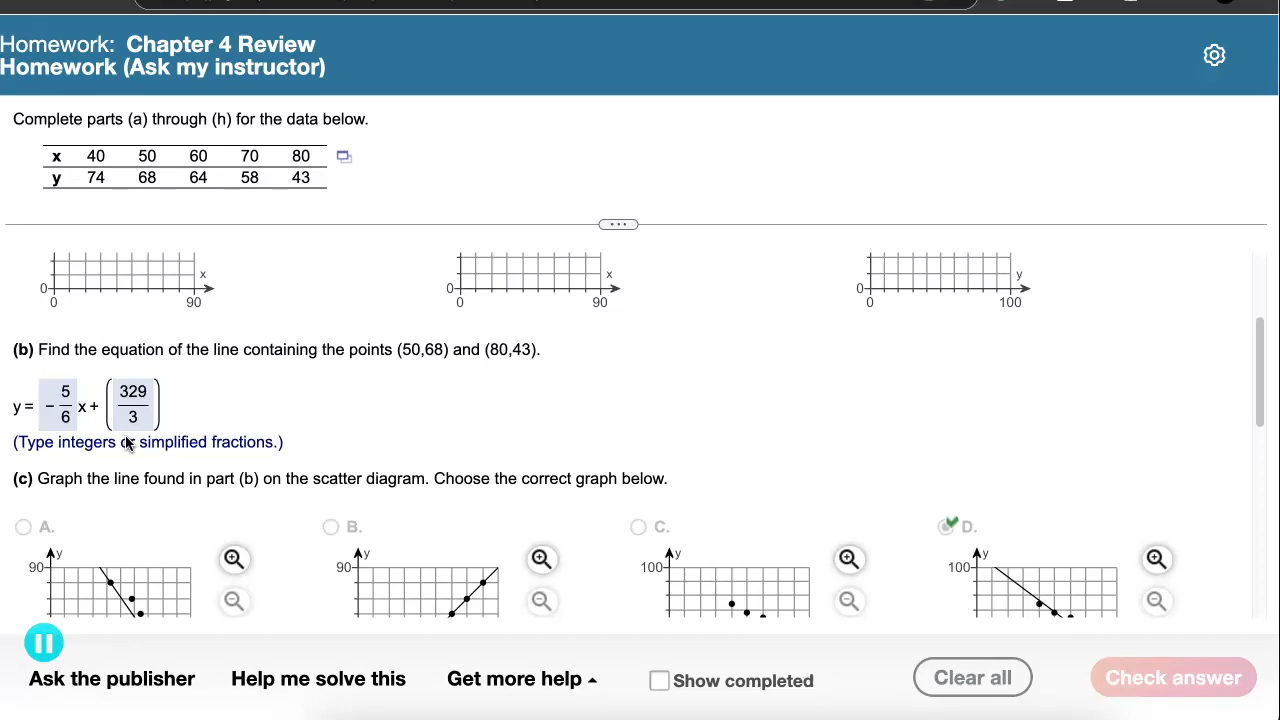 Homework: Chapter 4 Review
Homework (Ask my instructor)
Complete parts (a) through (h) for the data below.
x 40 50 60 70 80
y 74 68 64 58 43
0 x 0 x 0 y
0 90 0 90 0 100
(b) Find the equation of the line containing the points (50,68) and (80,43).
y = − 5/6 x + (329/3)
(Type integers or simplified fractions.)
(c) Graph the line found in part (b) on the scatter diagram. Choose the correct graph below.
A. B. C. D.
y y y y
90 90 100 100
Ask the publisher Help me solve this Get more help Show completed Clear all Check answer